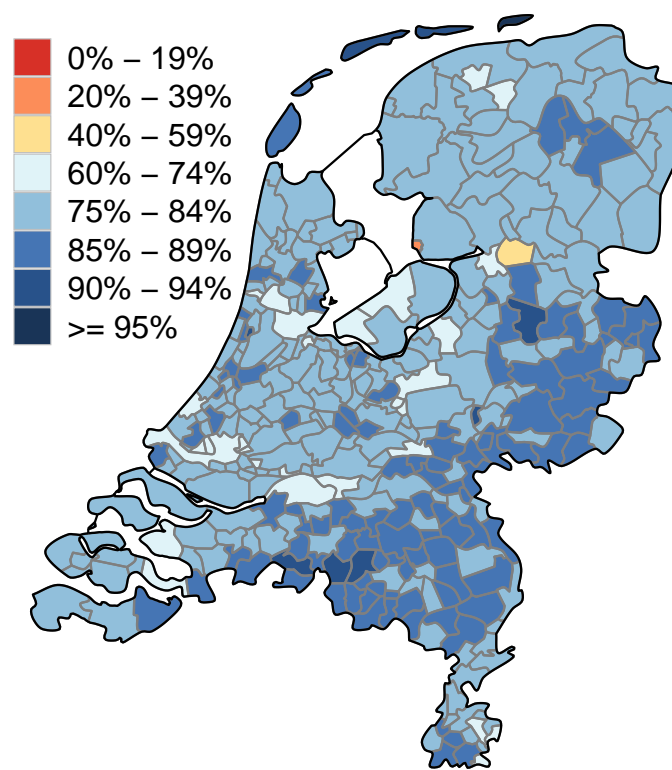 0% – 19%
20% – 39%
40% – 59%
60% – 74%
75% – 84%
85% – 89%
90% – 94%
>= 95%